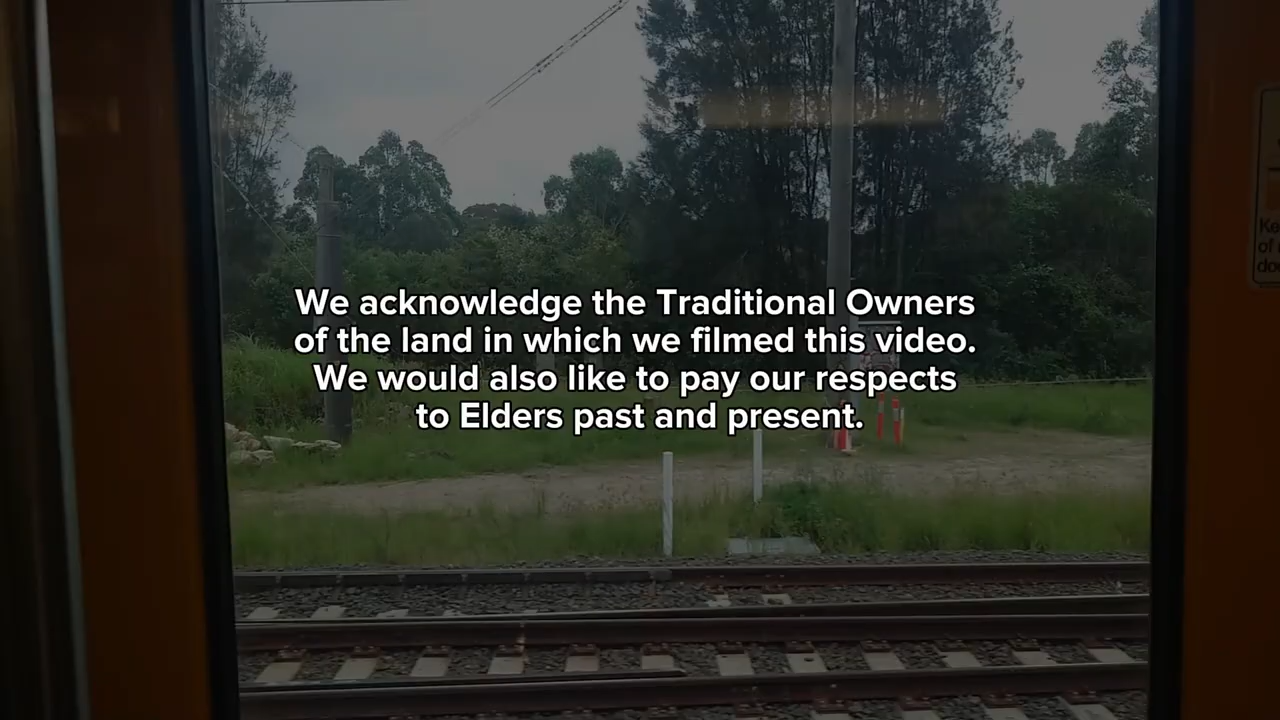 We acknowledge the Traditional Owners
of the land in which we filmed this video.
We would also like to pay our respects
to Elders past and present.